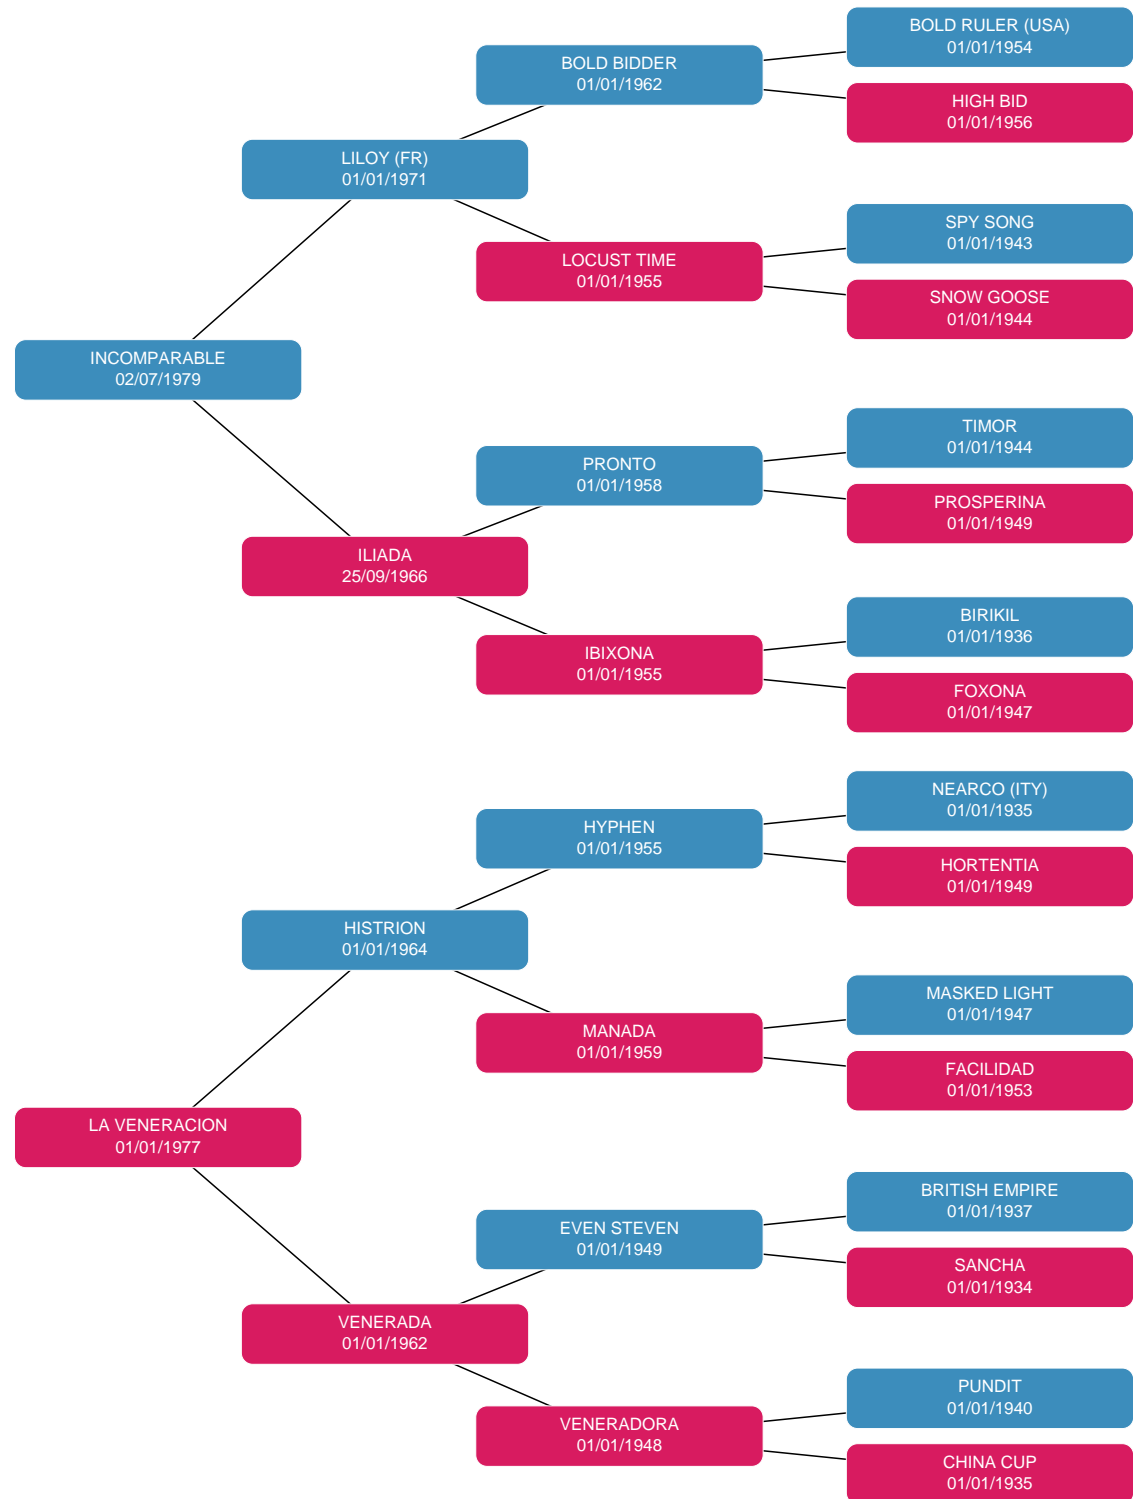 BOLD RULER (USA)
01/01/1954
BOLD BIDDER
01/01/1962
HIGH BID
01/01/1956
LILOY (FR)
01/01/1971
SPY SONG
01/01/1943
LOCUST TIME
01/01/1955
SNOW GOOSE
01/01/1944
INCOMPARABLE
02/07/1979
TIMOR
01/01/1944
PRONTO
01/01/1958
PROSPERINA
01/01/1949
ILIADA
25/09/1966
BIRIKIL
01/01/1936
IBIXONA
01/01/1955
FOXONA
01/01/1947
NEARCO (ITY)
01/01/1935
HYPHEN
01/01/1955
HORTENTIA
01/01/1949
HISTRION
01/01/1964
MASKED LIGHT
01/01/1947
MANADA
01/01/1959
FACILIDAD
01/01/1953
LA VENERACION
01/01/1977
BRITISH EMPIRE
01/01/1937
EVEN STEVEN
01/01/1949
SANCHA
01/01/1934
VENERADA
01/01/1962
PUNDIT
01/01/1940
VENERADORA
01/01/1948
CHINA CUP
01/01/1935